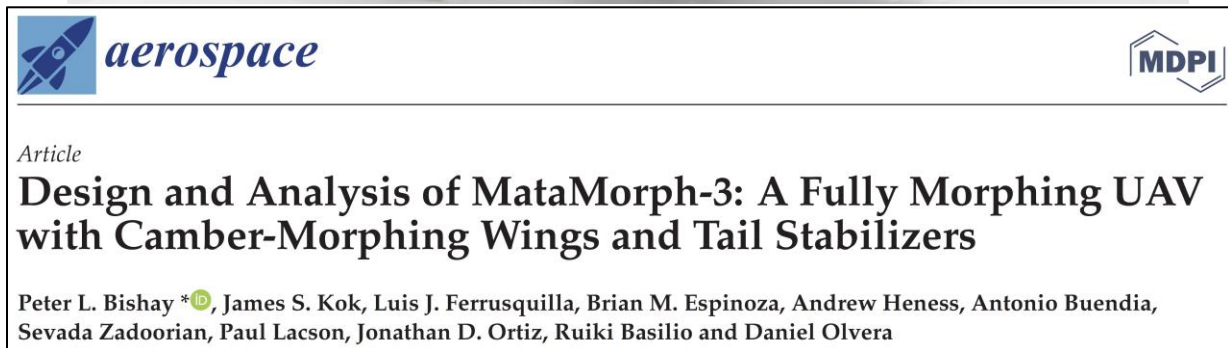 aerospace
MDPI
Article
Design and Analysis of MataMorph-3: A Fully Morphing UAV
with Camber-Morphing Wings and Tail Stabilizers
Peter L. Bishay * iD, James S. Kok, Luis J. Ferrusquilla, Brian M. Espinoza, Andrew Heness, Antonio Buendia,
Sevada Zadoorian, Paul Lacson, Jonathan D. Ortiz, Ruiki Basilio and Daniel Olvera